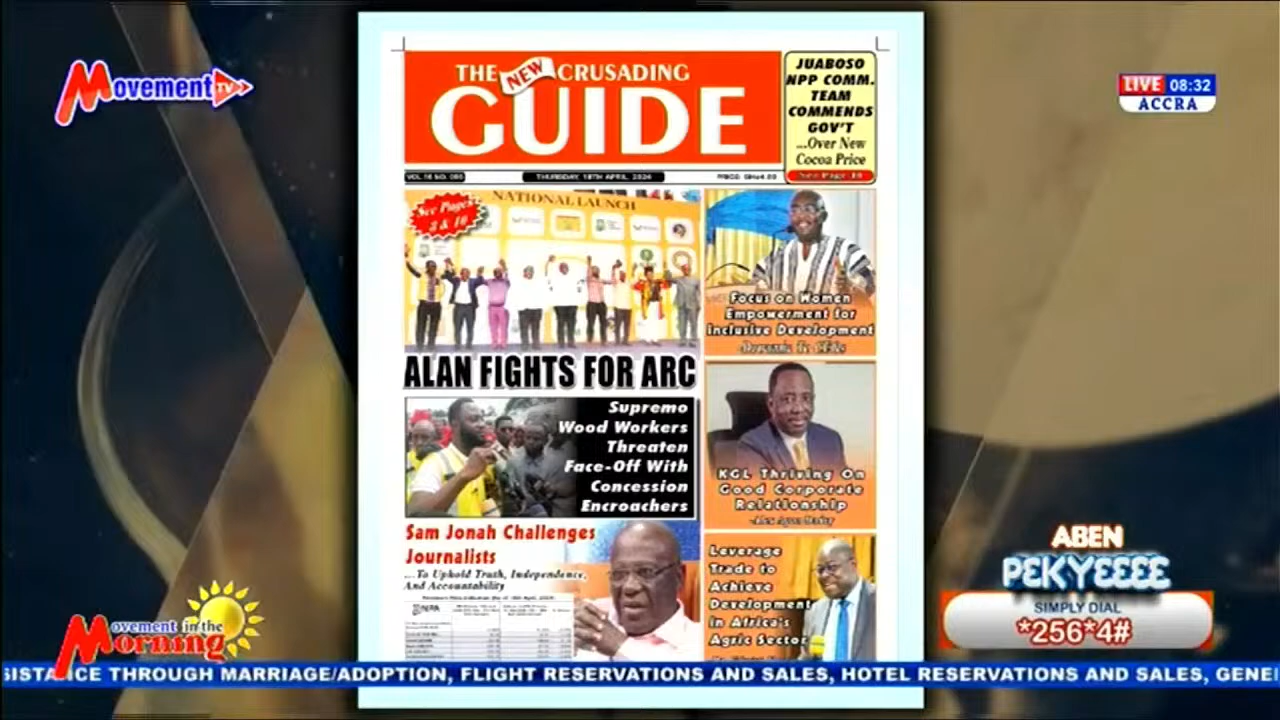 Movement TV
LIVE 08:32
ACCRA
THE NEW CRUSADING
GUIDE
JUABOSO
NPP COMM.
TEAM
COMMENDS
GOV'T
...Over New
Cocoa Price
THURSDAY, 18TH APRIL, 2024
See Pages
NATIONAL LAUNCH
ALAN FIGHTS FOR ARC
Focus on Women
Empowerment for
Inclusive Development
Supremo
Wood Workers
Threaten
Face-Off With
Concession
Encroachers
KGL Thriving On
Good Corporate
Relationship
Sam Jonah Challenges
Journalists
...To Uphold Truth, Independence,
And Accountability
NPA
Leverage
Trade to
Achieve
Development
in Africa's
Agric Sector
ABEN
PEKYEEEE
SIMPLY DIAL
*256*4#
Movement in the
Morning
SISTANCE THROUGH MARRIAGE/ADOPTION, FLIGHT RESERVATIONS AND SALES, HOTEL RESERVATIONS AND SALES, GENE